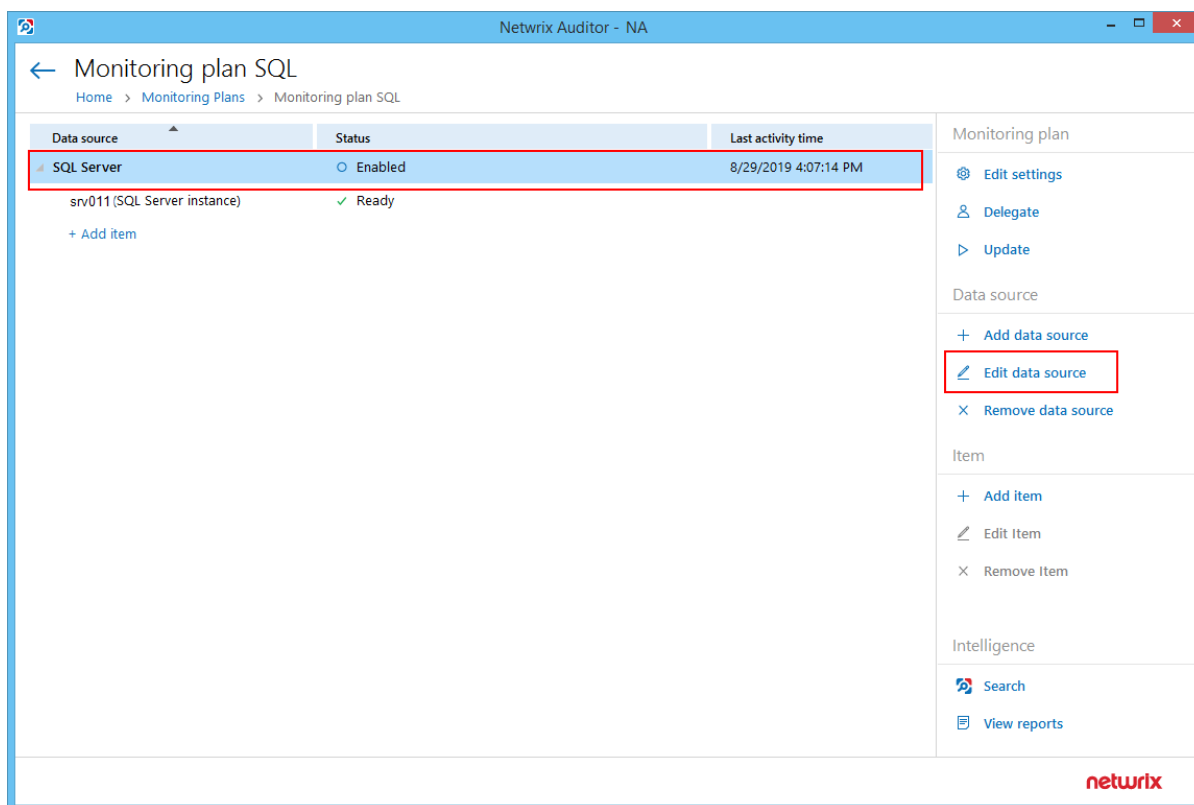 Netwrix Auditor - NA
Monitoring plan SQL
Home > Monitoring Plans > Monitoring plan SQL
Data source Status Last activity time
SQL Server Enabled 8/29/2019 4:07:14 PM
srv011 (SQL Server instance) Ready
+ Add item
Monitoring plan
Edit settings
Delegate
Update
Data source
+ Add data source
Edit data source
Remove data source
Item
+ Add item
Edit Item
Remove Item
Intelligence
Search
View reports
netwrix